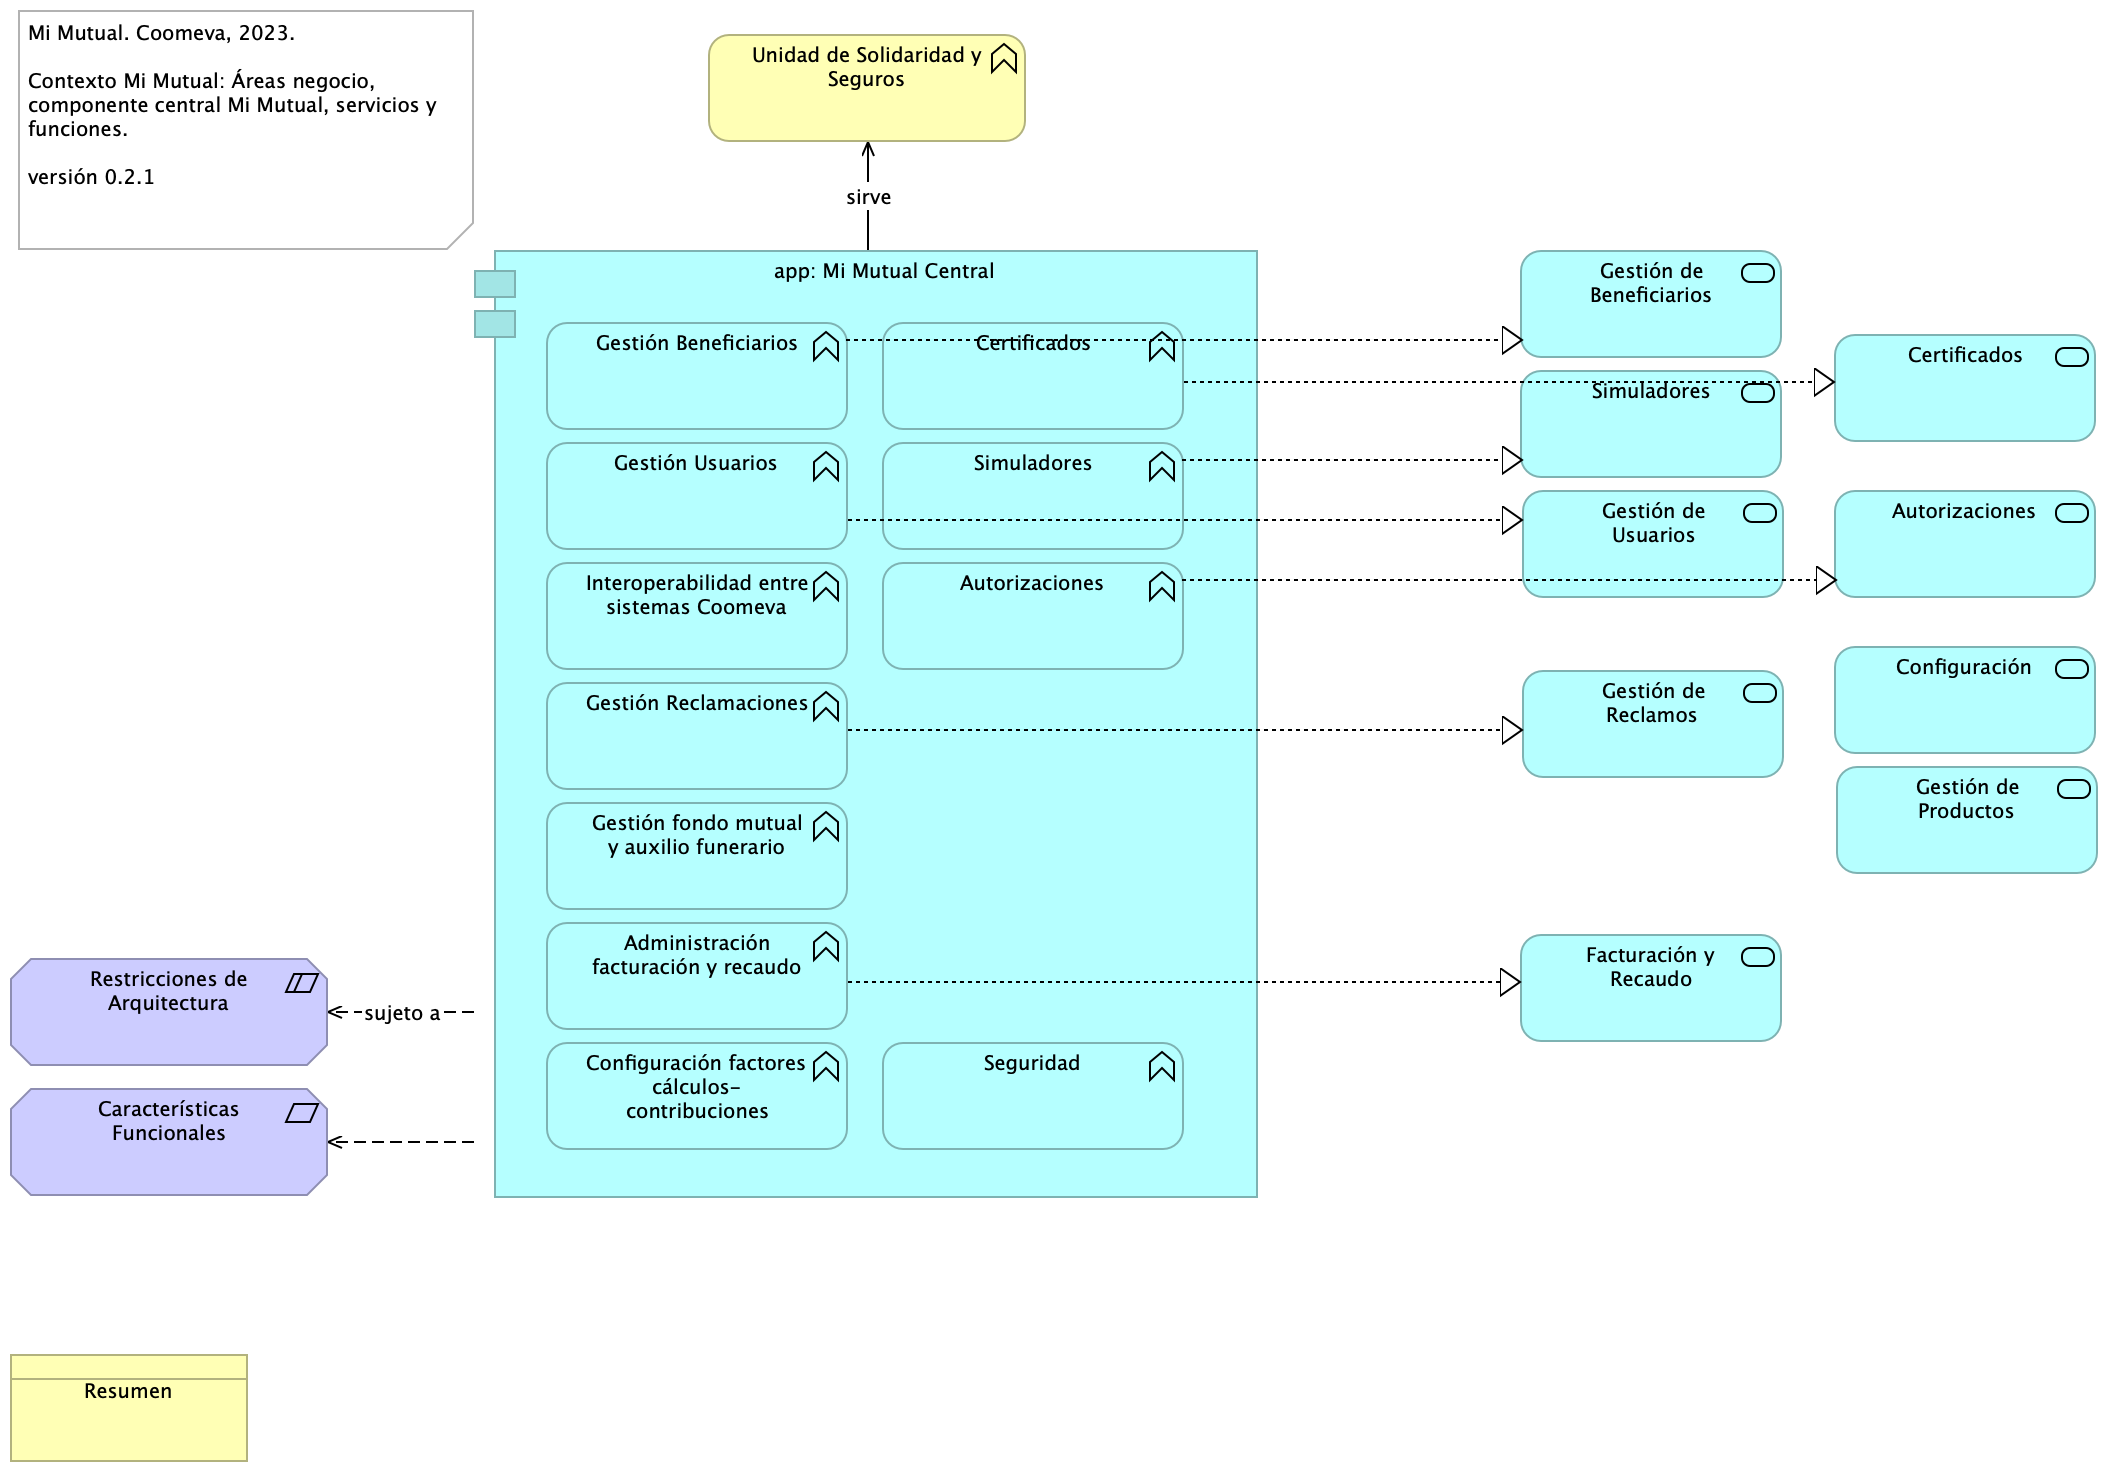 Mi Mutual. Coomeva, 2023.
Contexto Mi Mutual: Áreas negocio,
componente central Mi Mutual, servicios y
funciones.
versión 0.2.1
Unidad de Solidaridad y
Seguros
sirve
app: Mi Mutual Central
Gestión Beneficiarios
Certificados
Gestión Usuarios
Simuladores
Interoperabilidad entre
sistemas Coomeva
Autorizaciones
Gestión Reclamaciones
Gestión fondo mutual
y auxilio funerario
Administración
facturación y recaudo
Configuración factores
cálculos-
contribuciones
Seguridad
Gestión de
Beneficiarios
Certificados
Simuladores
Gestión de
Usuarios
Autorizaciones
Gestión de
Reclamos
Configuración
Gestión de
Productos
Facturación y
Recaudo
Restricciones de
Arquitectura
sujeto a
Características
Funcionales
Resumen